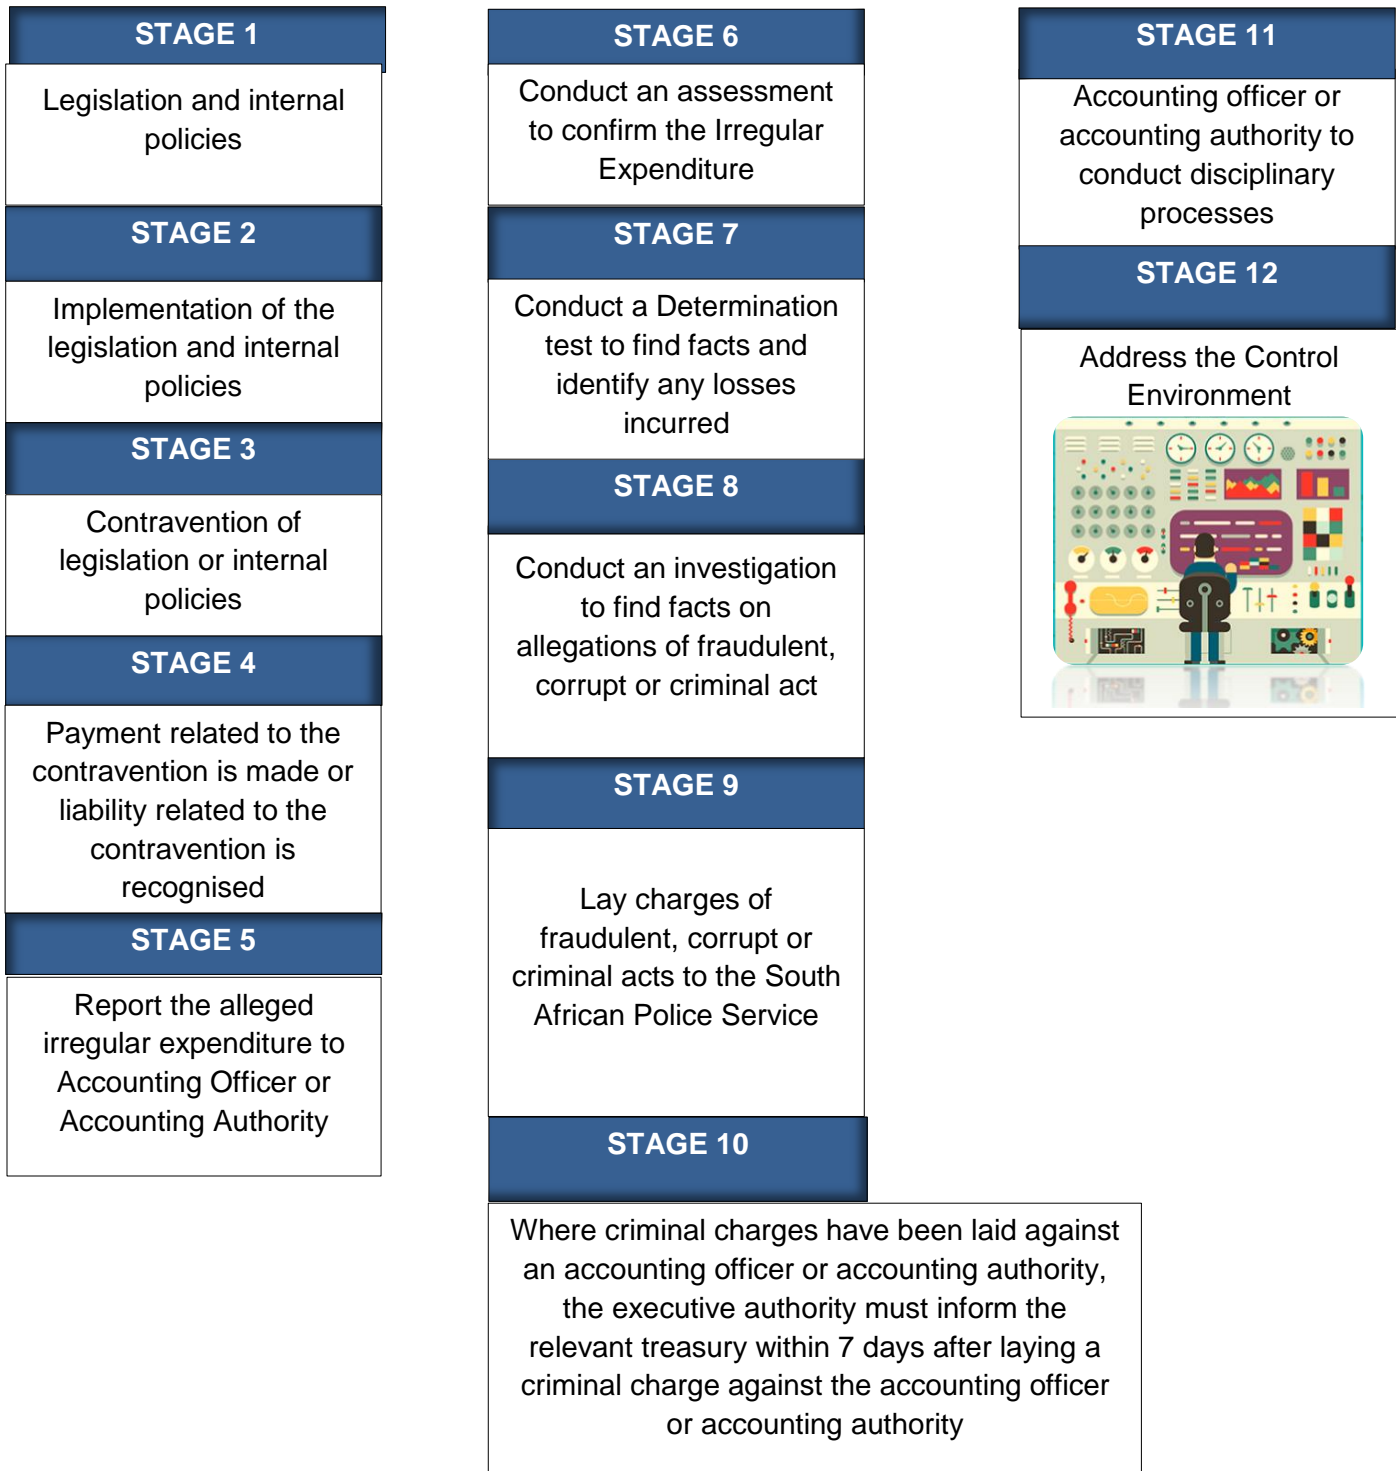 STAGE 1
Legislation and internal
policies
STAGE 2
Implementation of the
legislation and internal
policies
STAGE 3
Contravention of
legislation or internal
policies
STAGE 4
Payment related to the
contravention is made or
liability related to the
contravention is
recognised
STAGE 5
Report the alleged
irregular expenditure to
Accounting Officer or
Accounting Authority
STAGE 6
Conduct an assessment
to confirm the Irregular
Expenditure
STAGE 7
Conduct a Determination
test to find facts and
identify any losses
incurred
STAGE 8
Conduct an investigation
to find facts on
allegations of fraudulent,
corrupt or criminal act
STAGE 9
Lay charges of
fraudulent, corrupt or
criminal acts to the South
African Police Service
STAGE 10
Where criminal charges have been laid against
an accounting officer or accounting authority,
the executive authority must inform the
relevant treasury within 7 days after laying a
criminal charge against the accounting officer
or accounting authority
STAGE 11
Accounting officer or
accounting authority to
conduct disciplinary
processes
STAGE 12
Address the Control
Environment